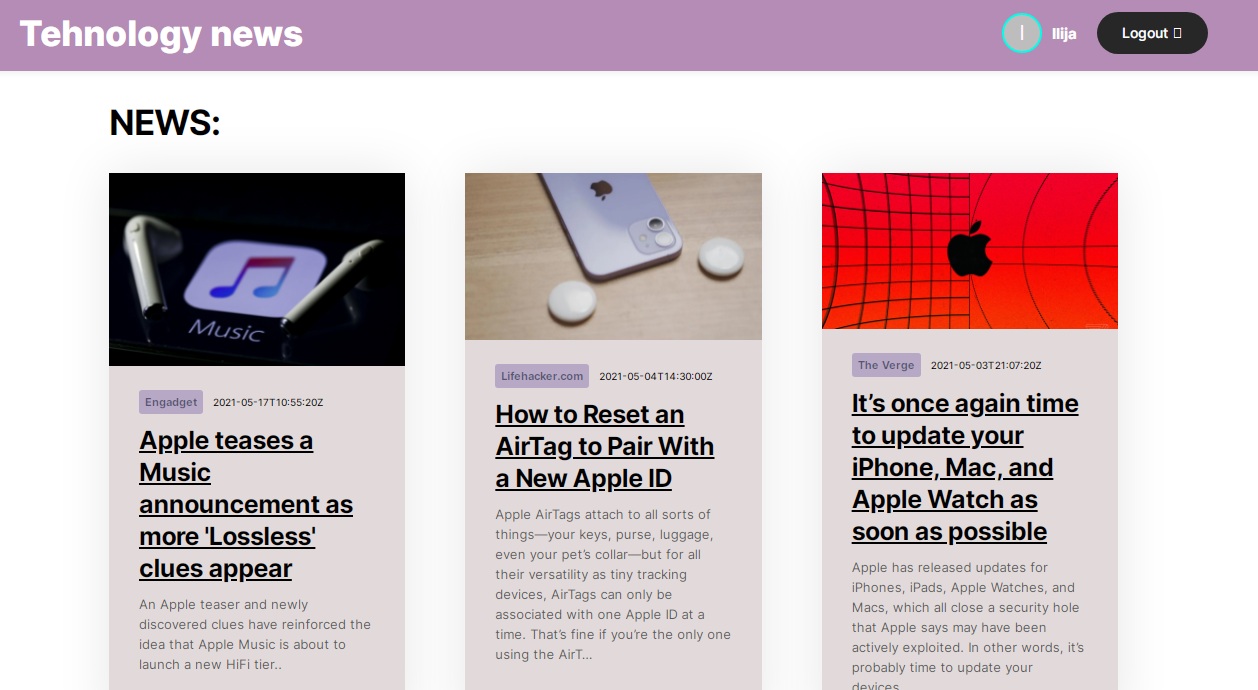 Tehnology news
I
Ilija
Logout
NEWS:
Music
Engadget
2021-05-17T10:55:20Z
Apple teases a
Music
announcement as
more 'Lossless'
clues appear
An Apple teaser and newly
discovered clues have reinforced the
idea that Apple Music is about to
launch a new HiFi tier..
Lifehacker.com
2021-05-04T14:30:00Z
How to Reset an
AirTag to Pair With
a New Apple ID
Apple AirTags attach to all sorts of
things—your keys, purse, luggage,
even your pet’s collar—but for all
their versatility as tiny tracking
devices, AirTags can only be
associated with one Apple ID at a
time. That’s fine if you’re the only one
using the AirT...
The Verge
2021-05-03T21:07:20Z
It’s once again time
to update your
iPhone, Mac, and
Apple Watch as
soon as possible
Apple has released updates for
iPhones, iPads, Apple Watches, and
Macs, which all close a security hole
that Apple says may have been
actively exploited. In other words, it’s
probably time to update your
devices